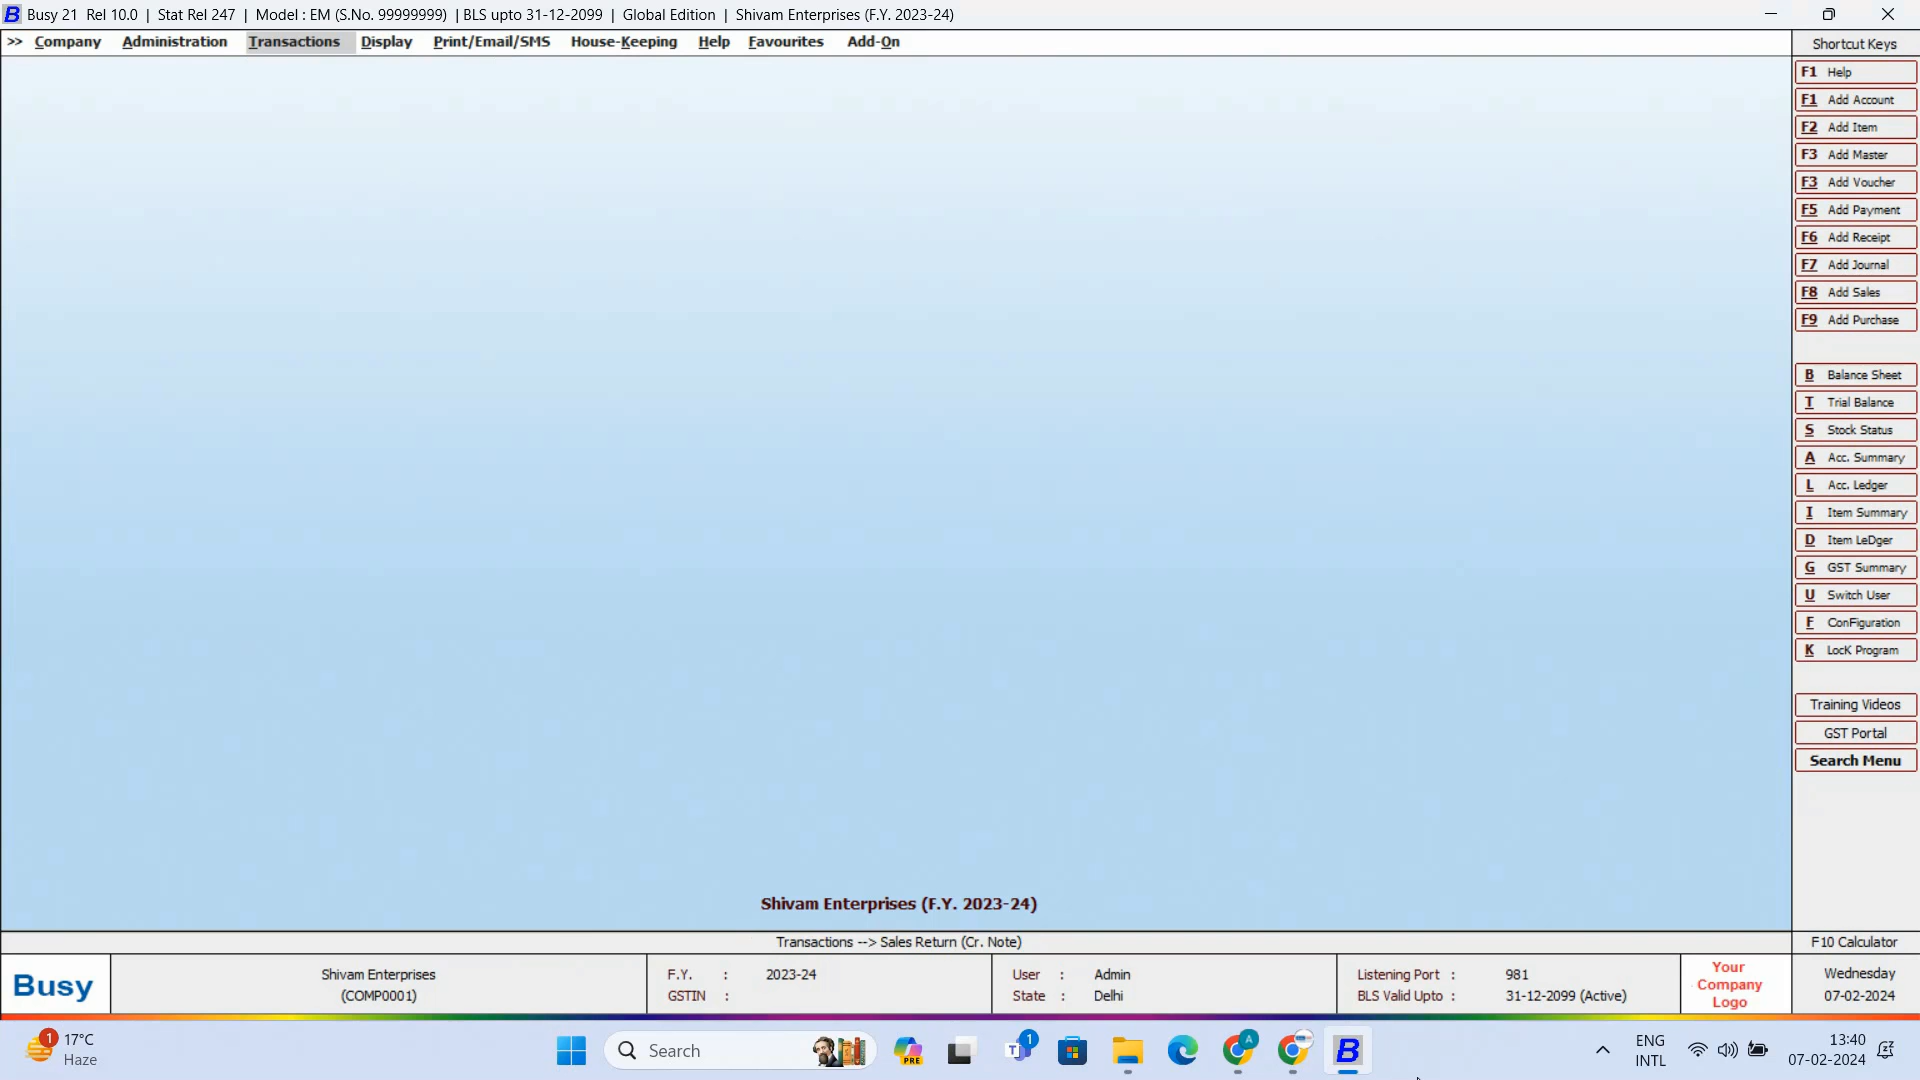 B Busy 21 Rel 10.0 | Stat Rel 247 | Model : EM (S.No. 99999999) | BLS upto 31-12-2099 | Global Edition | Shivam Enterprises (F.Y. 2023-24)
>> Company Administration Transactions Display Print/Email/SMS House-Keeping Help Favourites Add-On
Shortcut Keys
F1 Help
F1 Add Account
F2 Add Item
F3 Add Master
F3 Add Voucher
F5 Add Payment
F6 Add Receipt
F7 Add Journal
F8 Add Sales
F9 Add Purchase
B Balance Sheet
T Trial Balance
S Stock Status
A Acc. Summary
L Acc. Ledger
I Item Summary
D Item LeDger
G GST Summary
U Switch User
F ConFiguration
K LocK Program
Training Videos
GST Portal
Search Menu
Shivam Enterprises (F.Y. 2023-24)
Transactions --> Sales Return (Cr. Note)
F10 Calculator
Busy
Shivam Enterprises
(COMP0001)
F.Y. : 2023-24
GSTIN :
User : Admin
State : Delhi
Listening Port : 981
BLS Valid Upto : 31-12-2099 (Active)
Your
Company
Logo
Wednesday
07-02-2024
1
17°C
Haze
Search
PRE
T
1
A
B
ENG
INTL
13:40
07-02-2024